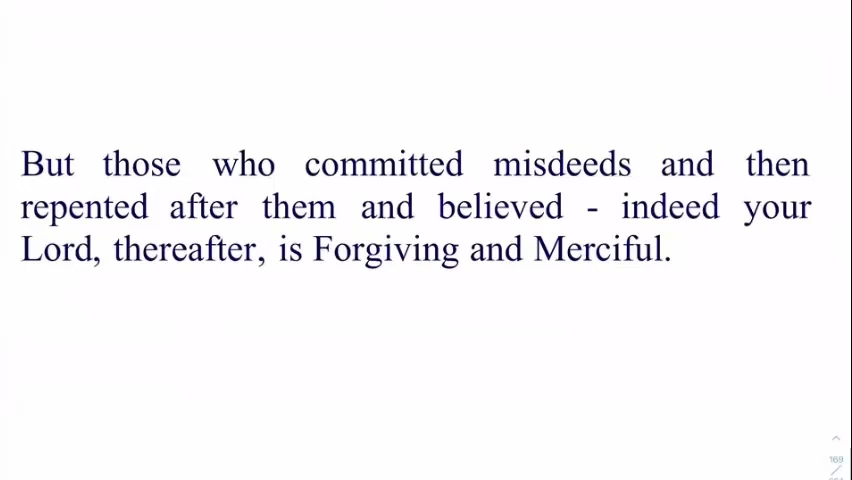 But those who committed misdeeds and then
repented after them and believed - indeed your
Lord, thereafter, is Forgiving and Merciful.
169
/